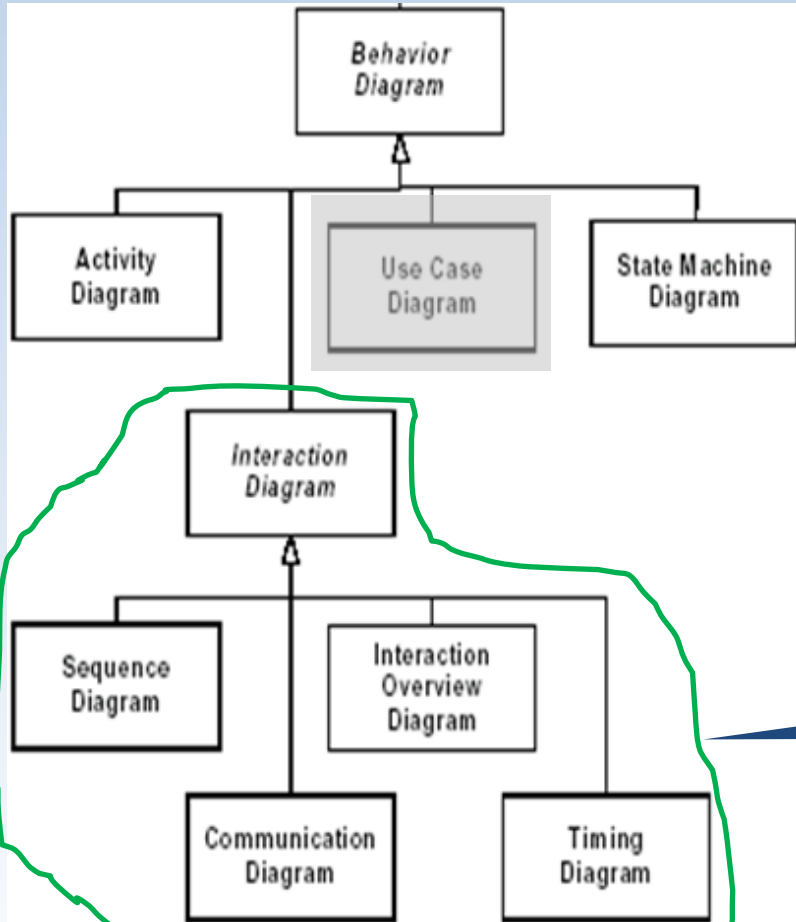 Behavior
Diagram
Activity
Diagram
Use Case
Diagram
State Machine
Diagram
Interaction
Diagram
Sequence
Diagram
Interaction
Overview
Diagram
Communication
Diagram
Timing
Diagram